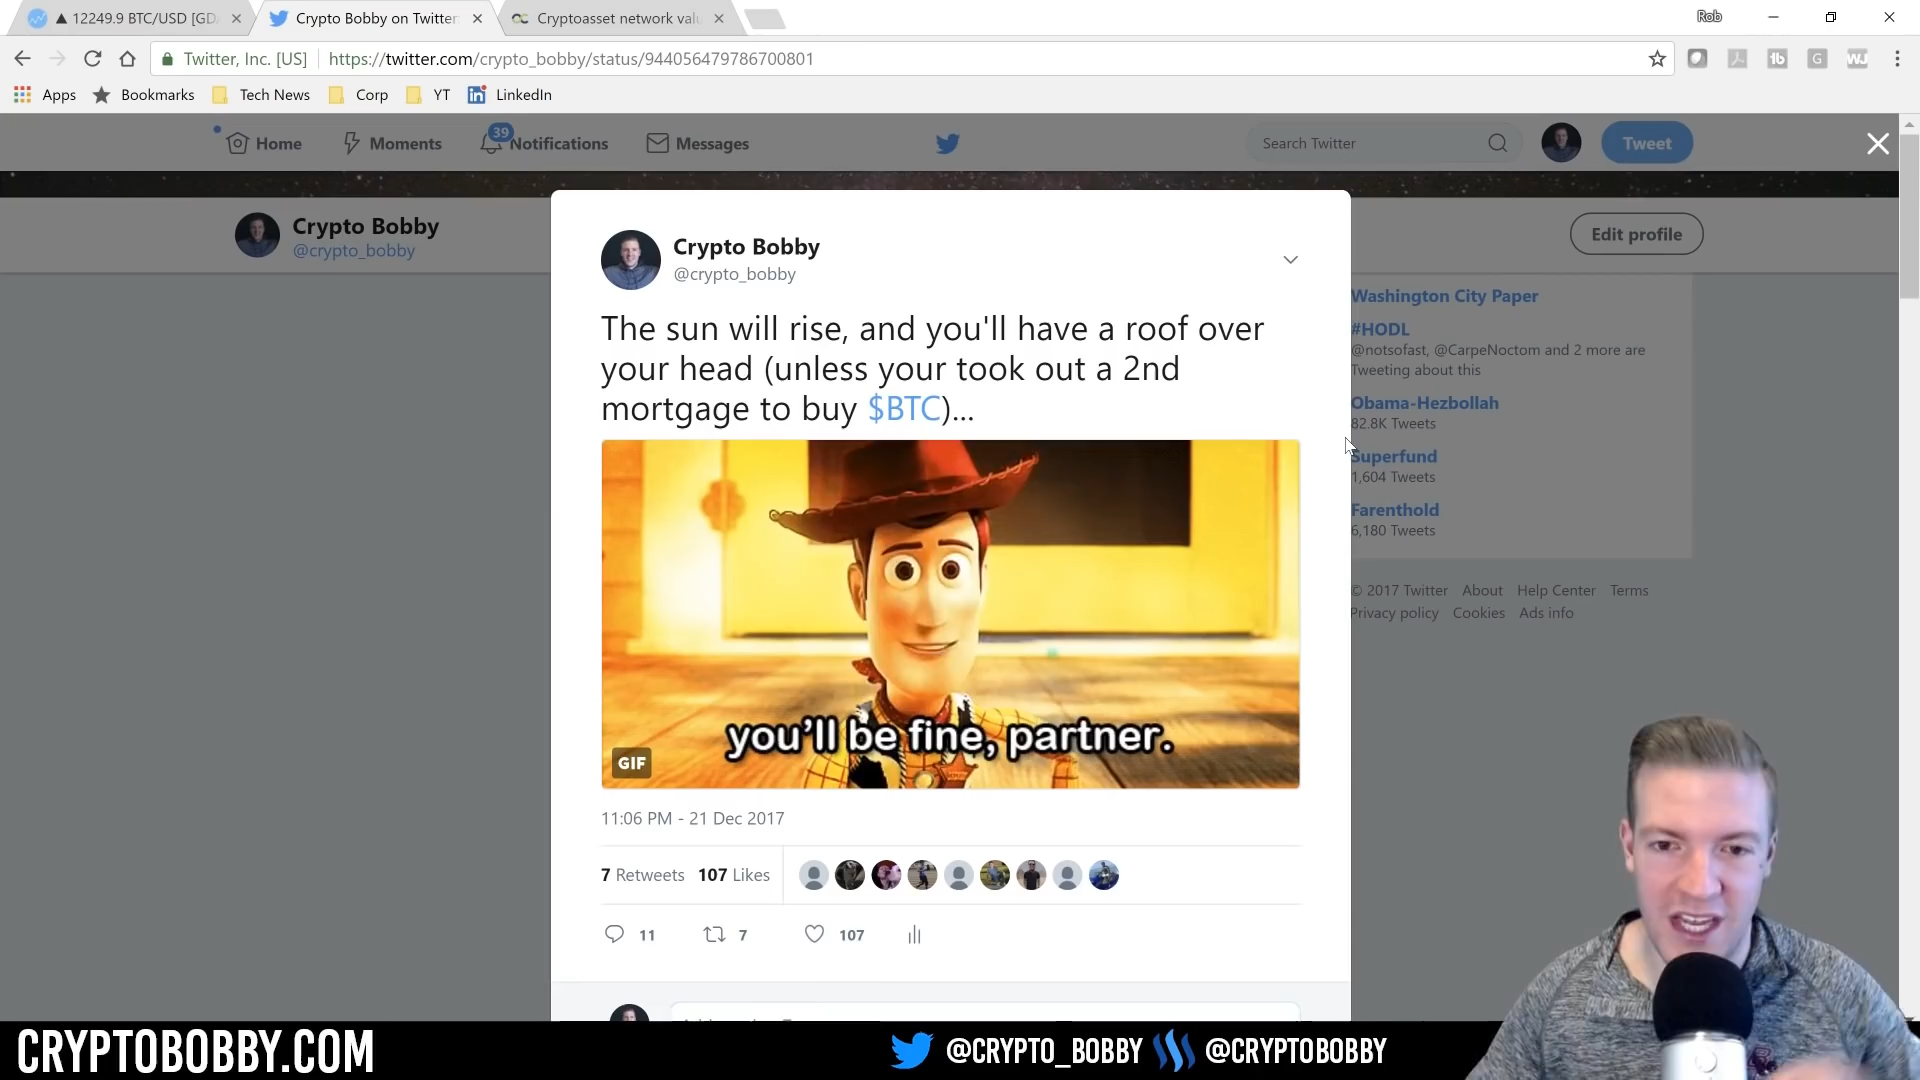 ▲ 12249.9 BTC/USD [GD
Crypto Bobby on Twitter
Cryptoasset network val
Rob
Twitter, Inc. [US]
https://twitter.com/crypto_bobby/status/944056479786700801
Apps
Bookmarks
Tech News
Corp
YT
LinkedIn
Home
Moments
39
Notifications
Messages
Search Twitter
Tweet
Crypto Bobby
@crypto_bobby
Edit profile
Crypto Bobby
@crypto_bobby
The sun will rise, and you'll have a roof over
your head (unless your took out a 2nd
mortgage to buy $BTC)...
you'll be fine, partner.
GIF
11:06 PM - 21 Dec 2017
7 Retweets 107 Likes
11
7
107
Washington City Paper
#HODL
@notsofast, @CarpeNoctom and 2 more are
Tweeting about this
Obama-Hezbollah
82.8K Tweets
Superfund
1,604 Tweets
Farenthold
6,180 Tweets
© 2017 Twitter About Help Center Terms
Privacy policy Cookies Ads info
CRYPTOBOBBY.COM
@CRYPTO_BOBBY
@CRYPTOBOBBY